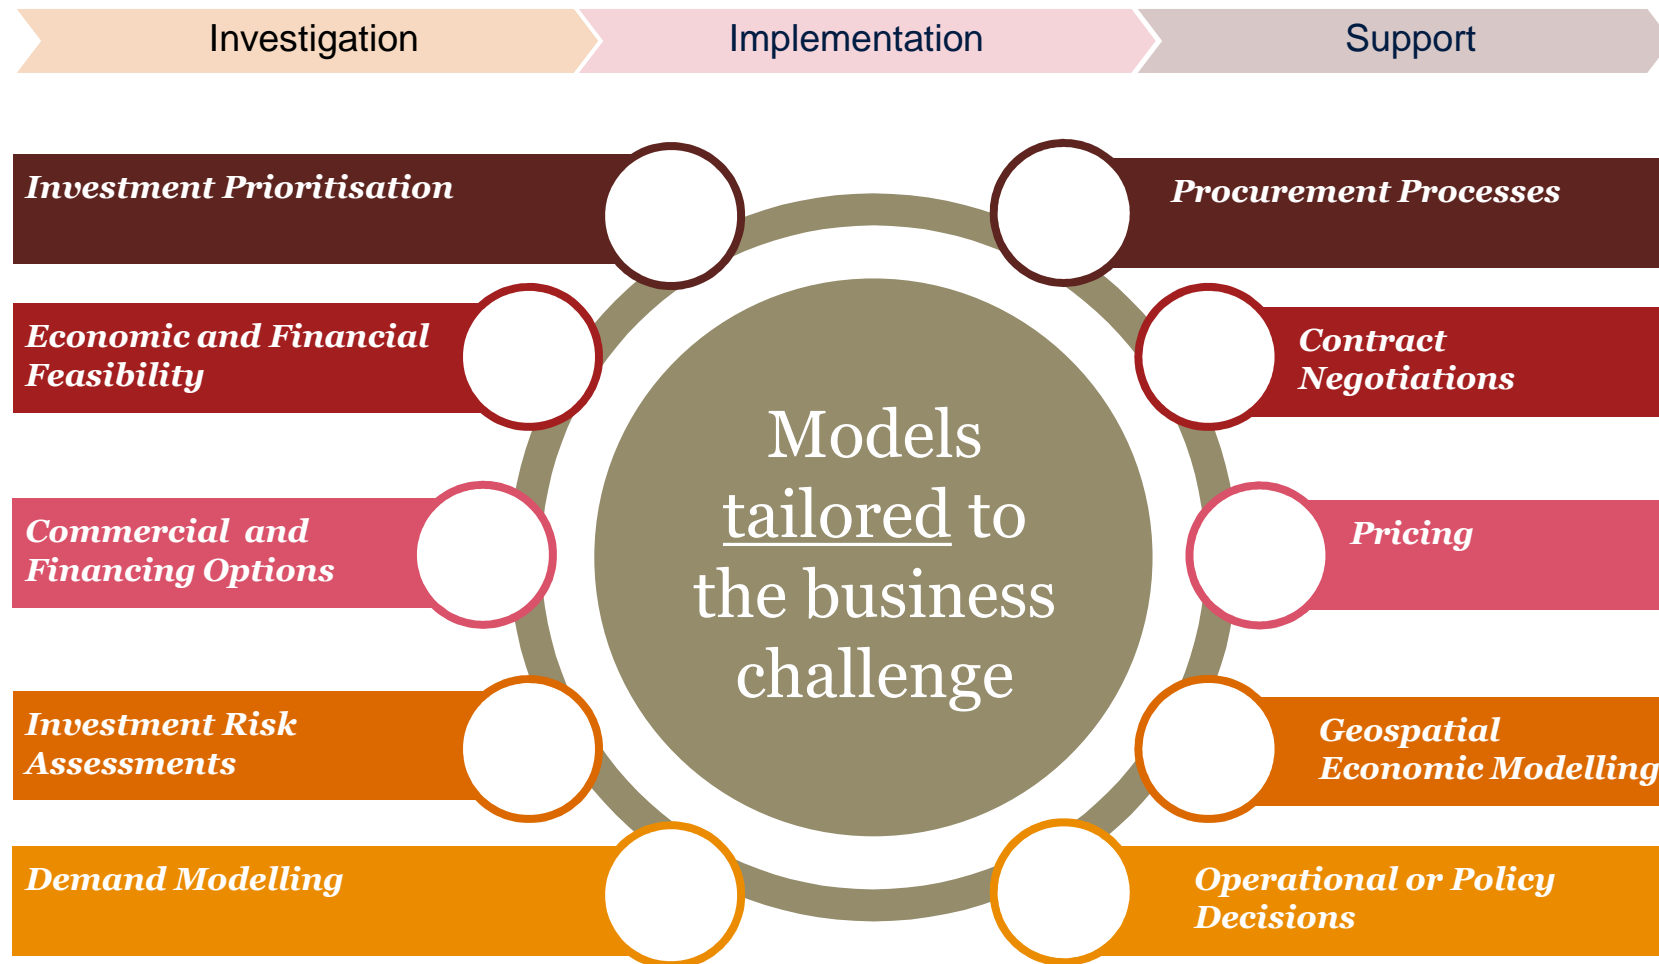 Investigation
Implementation
Support
Investment Prioritisation
Economic and Financial
Feasibility
Commercial and
Financing Options
Investment Risk
Assessments
Demand Modelling
Models
tailored to
the business
challenge
Procurement Processes
Contract
Negotiations
Pricing
Geospatial
Economic Modelling
Operational or Policy
Decisions